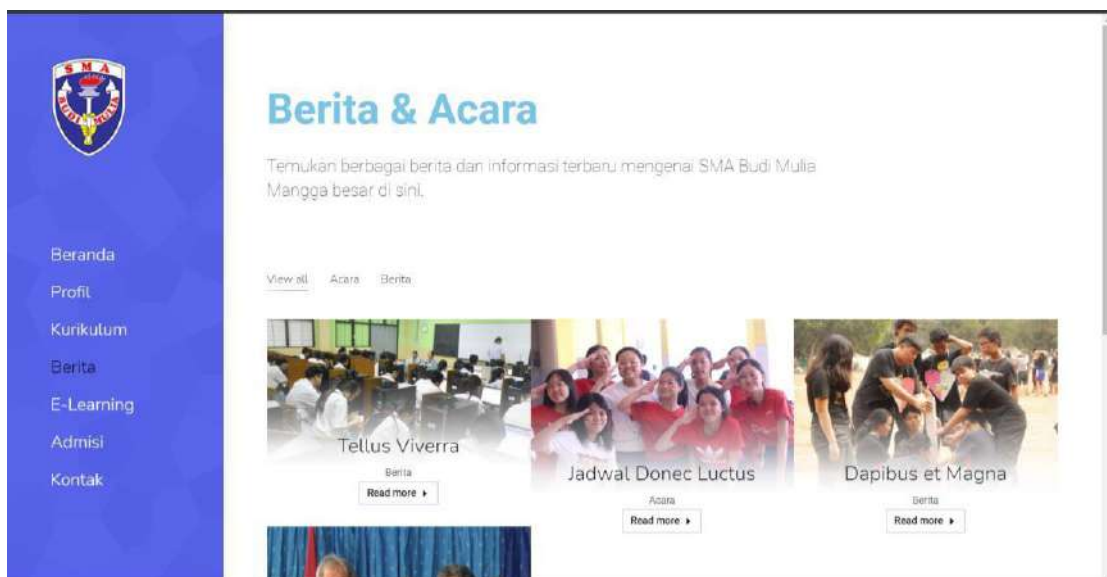 SMA
BUDI MULIA
Beranda
Profil
Kurikulum
Berita
E-Learning
Admisi
Kontak
Berita & Acara
Temukan berbagai berita dan informasi terbaru mengenai SMA Budi Mulia
Mangga besar di sini.
View all Acara Berita
Tellus Viverra
Berita
Read more
Jadwal Donec Luctus
Acara
Read more
Dapibus et Magna
Berita
Read more